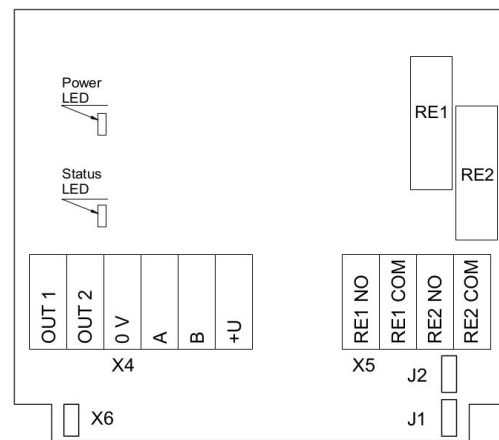 Power
LED
RE1
RE2
Status
LED
OUT 1
OUT 2
0 V
A
B
+U
RE1 NO
RE1 COM
RE2 NO
RE2 COM
X4
X5
J2
X6
J1